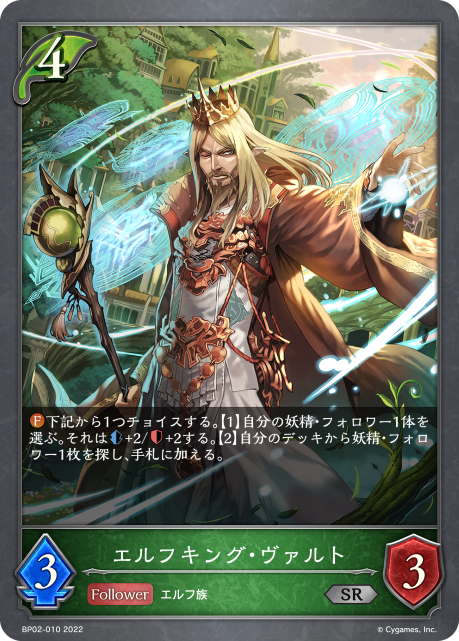 4
F 下記から1つチョイスする。【1】自分の妖精・フォロワー1体を
選ぶ。それは+2/+2する。【2】自分のデッキから妖精・フォロ
ワー1枚を探し、手札に加える。
エルフキング・ヴァルト
3
Follower エルフ族
SR
3
BP02-010 2022
© Cygames, Inc.